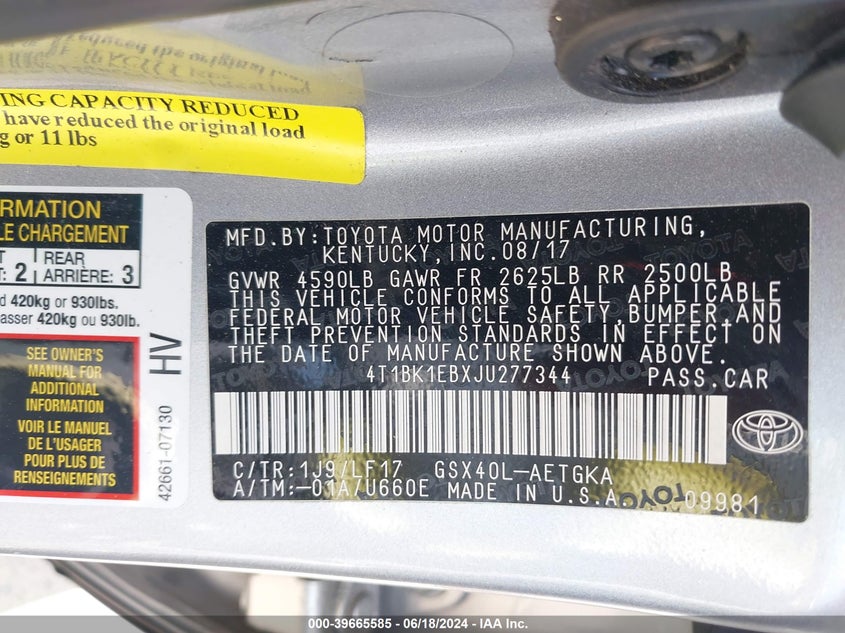 reduced the original load
ING CAPACITY REDUCED
have reduced the original load
g or 11 lbs
RMATION
LE CHARGEMENT
T: 2 REAR ARRIÈRE: 3
d 420kg or 930lbs.
asser 420kg ou 930lb.
SEE OWNER'S
MANUAL FOR
ADDITIONAL
INFORMATION
VOIR LE MANUEL
DE L'USAGER
POUR PLUS DE
RENSEIGNEMENTS
HV
42661-07130
MFD.BY:TOYOTA MOTOR MANUFACTURING,
KENTUCKY,INC.08/17
GVWR 4590LB GAWR FR 2625LB RR 2500LB
THIS VEHICLE CONFORMS TO ALL APPLICABLE
FEDERAL MOTOR VEHICLE SAFETY,BUMPER,AND
THEFT PREVENTION STANDARDS IN EFFECT ON
THE DATE OF MANUFACTURE SHOWN ABOVE.
4T1BK1EBXJU277344 PASS.CAR
C/TR:1J9/LF17 GSX40L-AETGKA
A/TM:-01A/U660E MADE IN U.S.A. 09981
TOYOTA
000-39665585 - 06/18/2024 - IAA Inc.